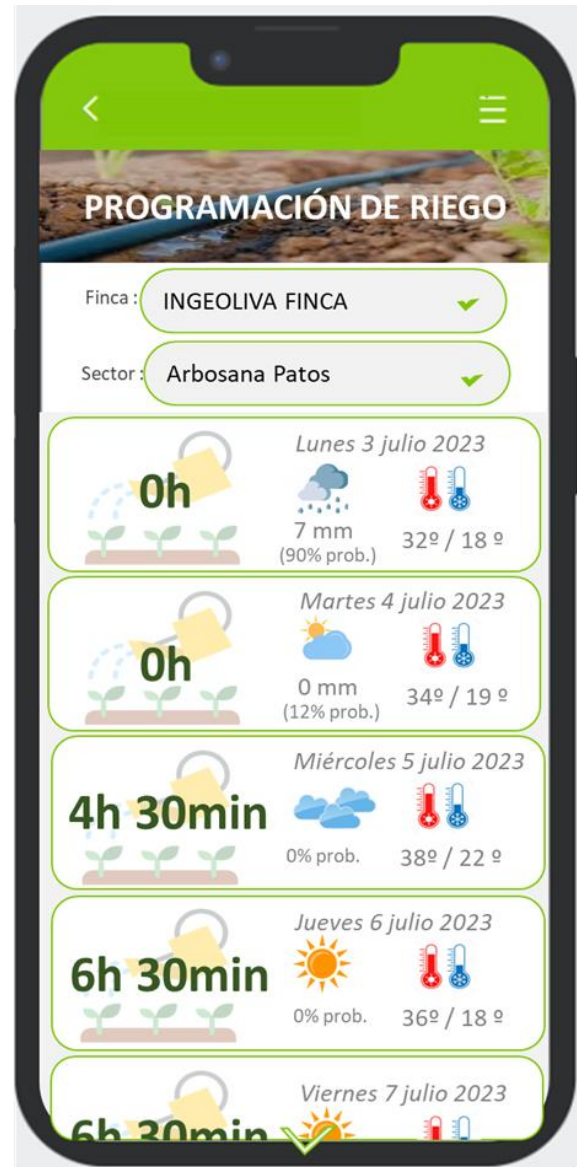 PROGRAMACIÓN DE RIEGO
Finca : INGEOLIVA FINCA
Sector : Arbosana Patos
Lunes 3 julio 2023
0h
7 mm
(90% prob.)
32º / 18 º
Martes 4 julio 2023
0h
0 mm
(12% prob.)
34º / 19 º
Miércoles 5 julio 2023
4h 30min
0% prob.
38º / 22 º
Jueves 6 julio 2023
6h 30min
0% prob.
36º / 18 º
Viernes 7 julio 2023
6h 30min